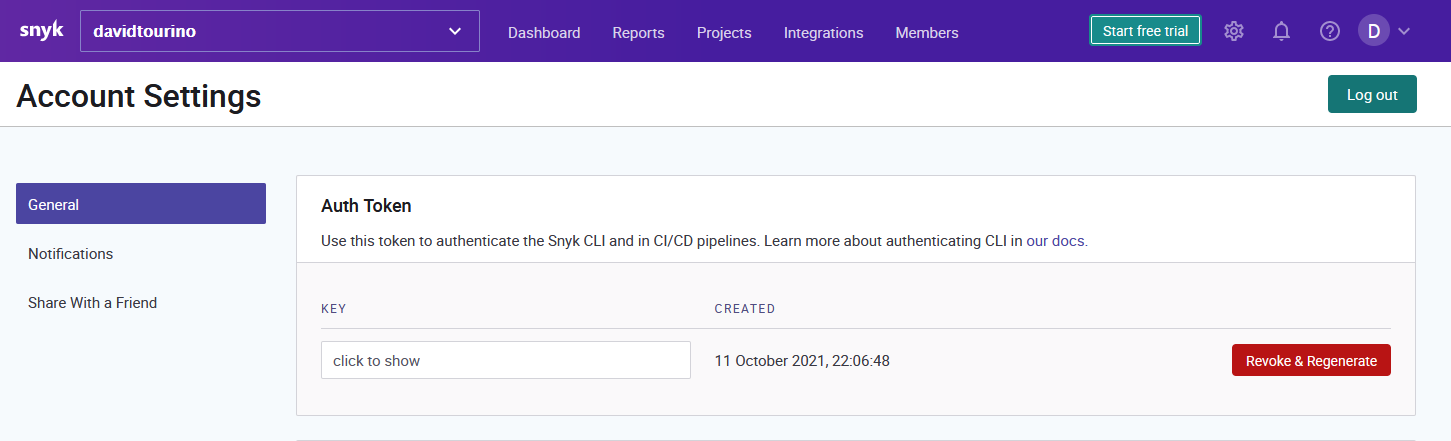 snyk davidtourino Dashboard Reports Projects Integrations Members Start free trial D
Account Settings Log out
General
Notifications
Share With a Friend
Auth Token
Use this token to authenticate the Snyk CLI and in CI/CD pipelines. Learn more about authenticating CLI in our docs.
KEY CREATED
click to show 11 October 2021, 22:06:48 Revoke & Regenerate